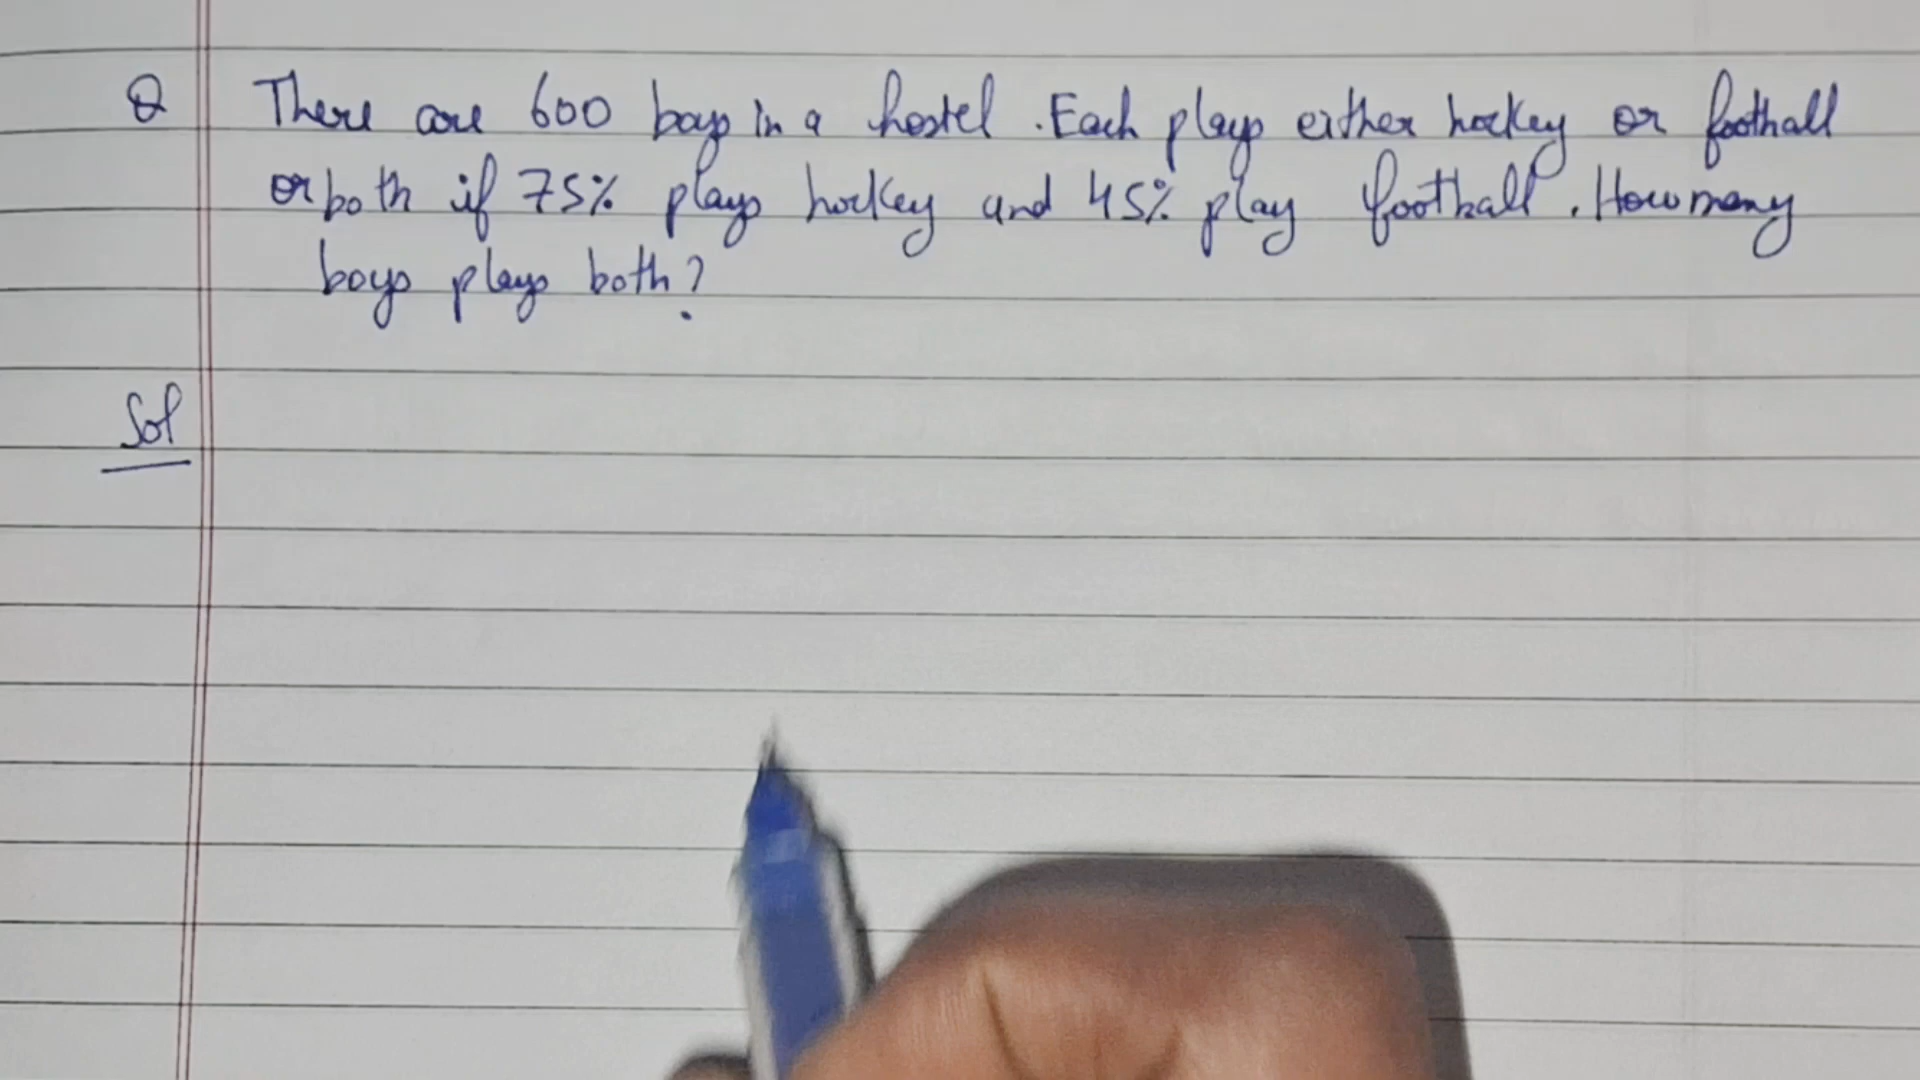 Q There are 600 boys in a hostel. Each plays either hockey or football
or both if 75% plays hockey and 45% play football. How many
boys plays both?
Sol